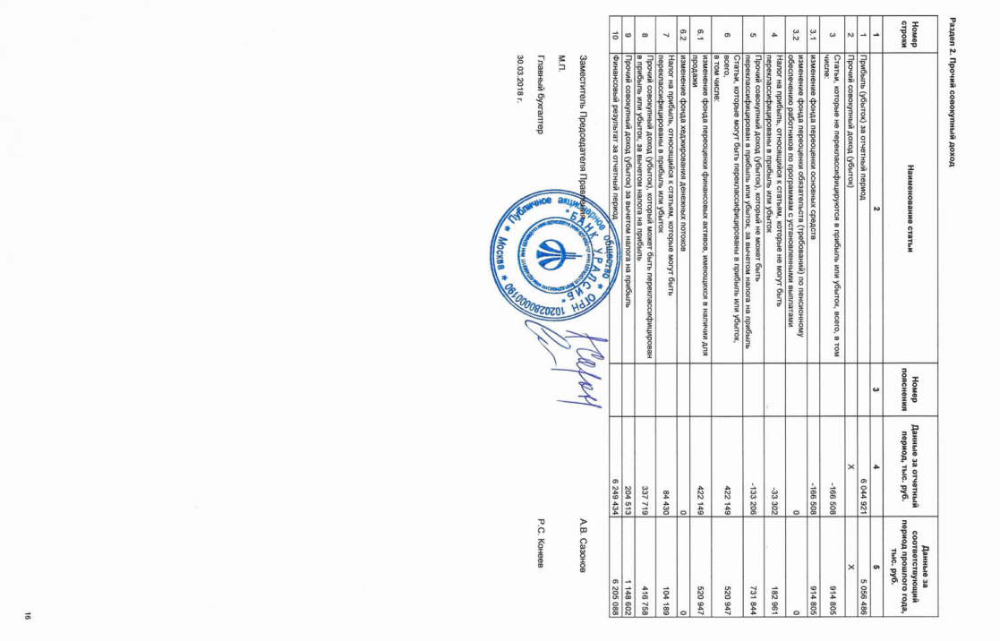 Раздел 2. Прочий совокупный доход
Номер строки | Наименование статьи | Номер пояснения | Данные за отчетный период, тыс. руб. | Данные за соответствующий период прошлого года, тыс. руб.
1 | 2 | 3 | 4 | 5
1 | Прибыль (убыток) за отчетный период | | 6 044 921 | 5 056 486
2 | Прочий совокупный доход (убыток) | | X | X
3 | Статьи, которые не переклассифицируются в прибыль или убыток, всего, в том числе: | | -166 508 | 914 805
3.1 | изменение фонда переоценки основных средств | | -166 508 | 914 805
3.2 | изменение фонда переоценки обязательств (требований) по пенсионному обеспечению работников по программам с установленными выплатами | | 0 | 0
4 | Налог на прибыль, относящийся к статьям, которые не могут быть переклассифицированы в прибыль или убыток | | -33 302 | 182 961
5 | Прочий совокупный доход (убыток), который не может быть переклассифицирован в прибыль или убыток, за вычетом налога на прибыль | | -133 206 | 731 844
6 | Статьи, которые могут быть переклассифицированы в прибыль или убыток, всего, в том числе: | | 422 149 | 520 947
6.1 | изменение фонда переоценки финансовых активов, имеющихся в наличии для продажи | | 422 149 | 520 947
6.2 | изменение фонда хеджирования денежных потоков | | 0 | 0
7 | Налог на прибыль, относящийся к статьям, которые могут быть переклассифицированы в прибыль или убыток | | 84 430 | 104 189
8 | Прочий совокупный доход (убыток), который может быть переклассифицирован в прибыль или убыток, за вычетом налога на прибыль | | 337 719 | 416 758
9 | Прочий совокупный доход (убыток) за вычетом налога на прибыль | | 204 513 | 1 148 602
10 | Финансовый результат за отчетный период | | 6 249 434 | 6 205 088
Заместитель Председателя Правления А.В. Сазонов
М.П.
Главный бухгалтер Р.С. Конеев
30.03.2018 г.
Публичное акционерное общество * ОГРН 1020280000190 * Москва *
"БАНК УРАЛСИБ"
16